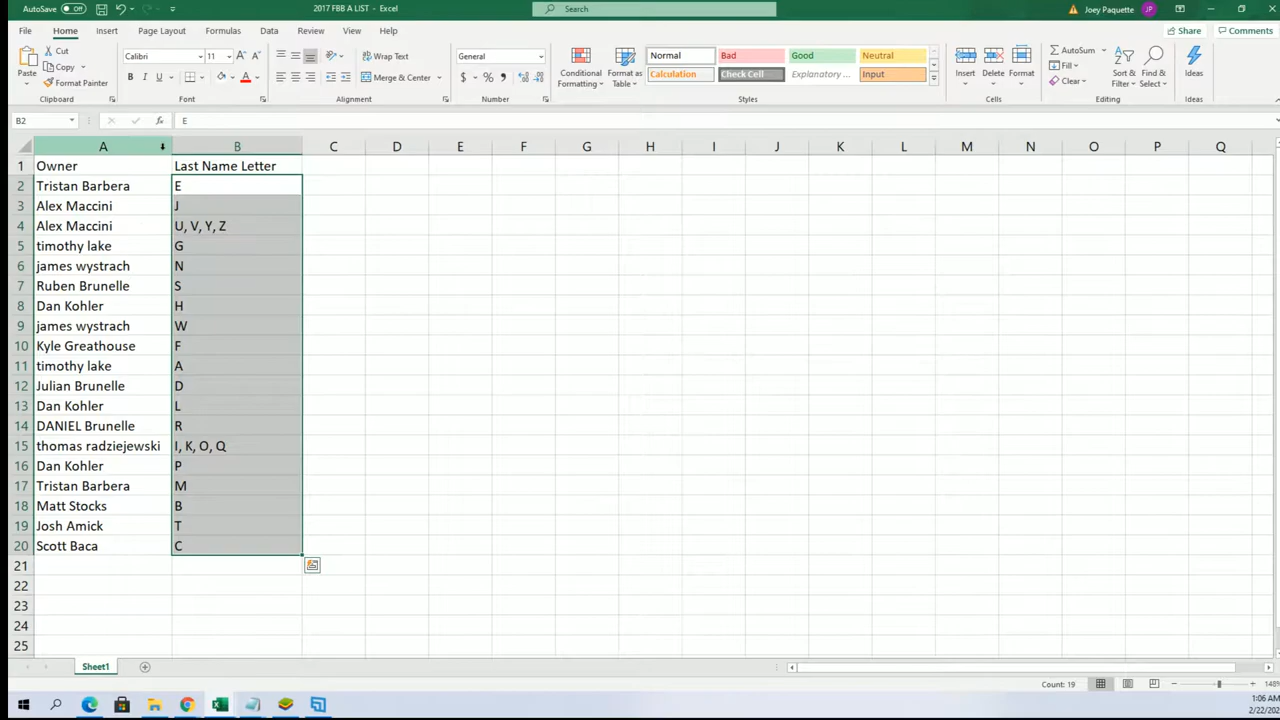 AutoSave Off 2017 FBB A LIST - Excel Search Joey Paquette JP
File Home Insert Page Layout Formulas Data Review View Help Share Comments
Paste Cut Copy Format Painter Clipboard
Calibri 11 B I U A Font
Wrap Text Merge & Center Alignment
General $ % Number
Conditional Formatting Format as Table
Normal Bad Good Neutral
Calculation Check Cell Explanatory ... Input
Styles
Insert Delete Format Cells
AutoSum Fill Clear Sort & Filter Find & Select Editing
Ideas Ideas
B2 fx E
A B C D E F G H I J K L M N O P Q
1 Owner Last Name Letter
2 Tristan Barbera E
3 Alex Maccini J
4 Alex Maccini U, V, Y, Z
5 timothy lake G
6 james wystrach N
7 Ruben Brunelle S
8 Dan Kohler H
9 james wystrach W
10 Kyle Greathouse F
11 timothy lake A
12 Julian Brunelle D
13 Dan Kohler L
14 DANIEL Brunelle R
15 thomas radziejewski I, K, O, Q
16 Dan Kohler P
17 Tristan Barbera M
18 Matt Stocks B
19 Josh Amick T
20 Scott Baca C
21
22
23
24
25
Sheet1
Count: 19 148%
1:06 AM
2/22/202